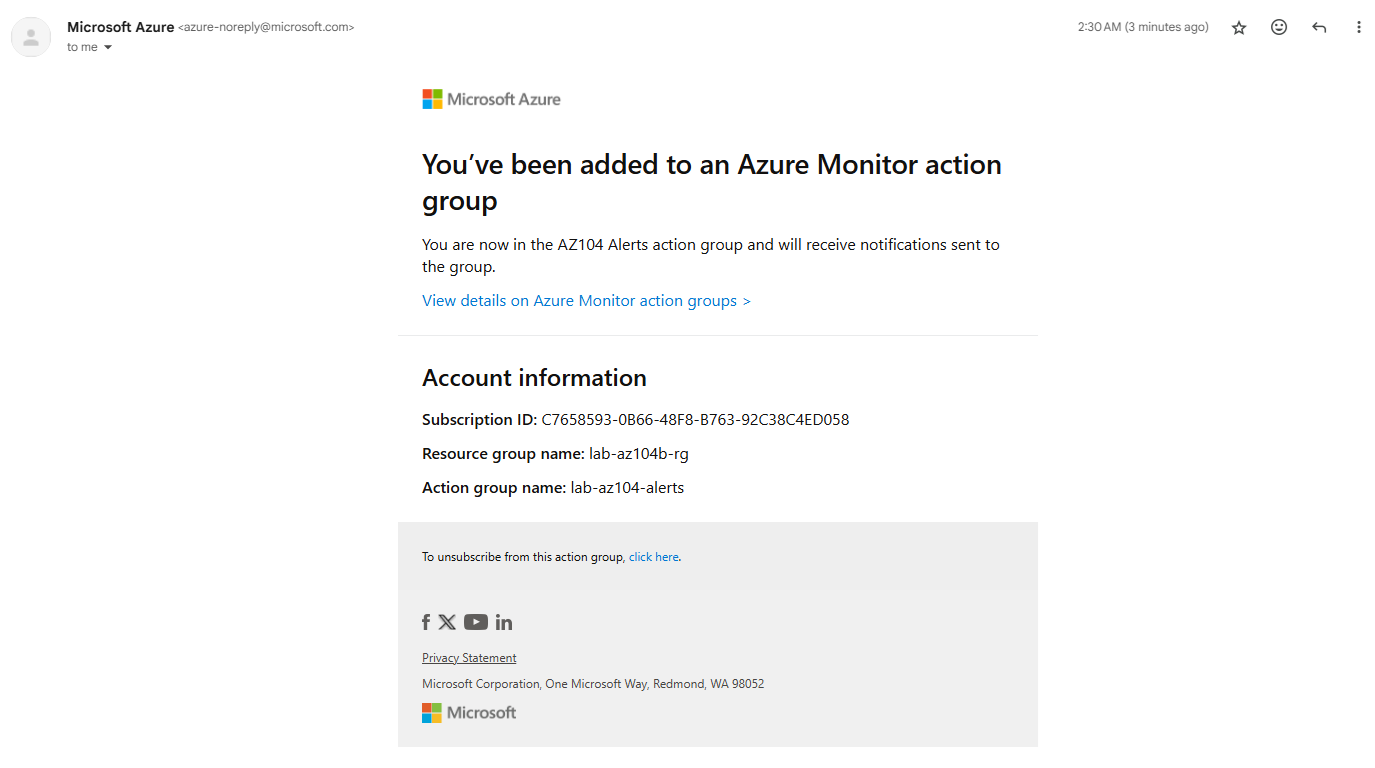 Microsoft Azure <azure-noreply@microsoft.com>
2:30 AM (3 minutes ago)
to me
Microsoft Azure
You’ve been added to an Azure Monitor action
group
You are now in the AZ104 Alerts action group and will receive notifications sent to
the group.
View details on Azure Monitor action groups >
Account information
Subscription ID: C7658593-0B66-48F8-B763-92C38C4ED058
Resource group name: lab-az104b-rg
Action group name: lab-az104-alerts
To unsubscribe from this action group, click here.
f X in
Privacy Statement
Microsoft Corporation, One Microsoft Way, Redmond, WA 98052
Microsoft